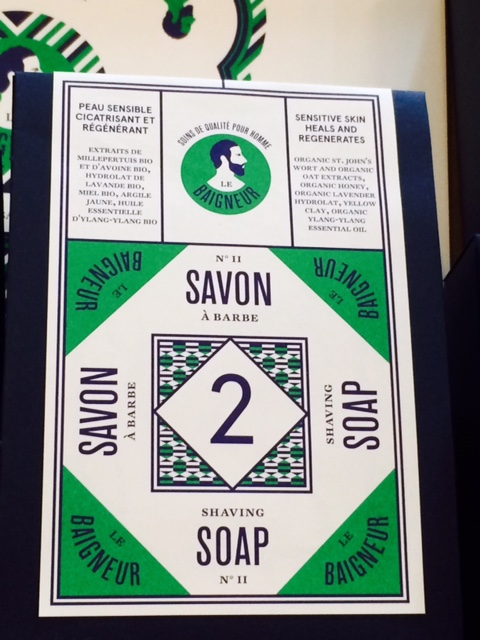 PEAU SENSIBLE
CICATRISANT ET
RÉGÉNÉRANT
EXTRAITS DE
MILLEPERTUIS BIO
ET D'AVOINE BIO,
HYDROLAT DE
LAVANDE BIO,
MIEL BIO, ARGILE
JAUNE, HUILE
ESSENTIELLE
D'YLANG-YLANG BIO
SOINS DE QUALITÉ POUR HOMME
LE
BAIGNEUR
SENSITIVE SKIN
HEALS AND
REGENERATES
ORGANIC ST. JOHN'S
WORT AND ORGANIC
OAT EXTRACTS,
ORGANIC HONEY,
ORGANIC LAVENDER
HYDROLAT, YELLOW
CLAY, ORGANIC
YLANG-YLANG
ESSENTIAL OIL
LE
BAIGNEUR
N° II
SAVON
À BARBE
LE
BAIGNEUR
SAVON
À BARBE
2
SHAVING
SOAP
LE
BAIGNEUR
SHAVING
SOAP
N° II
LE
BAIGNEUR